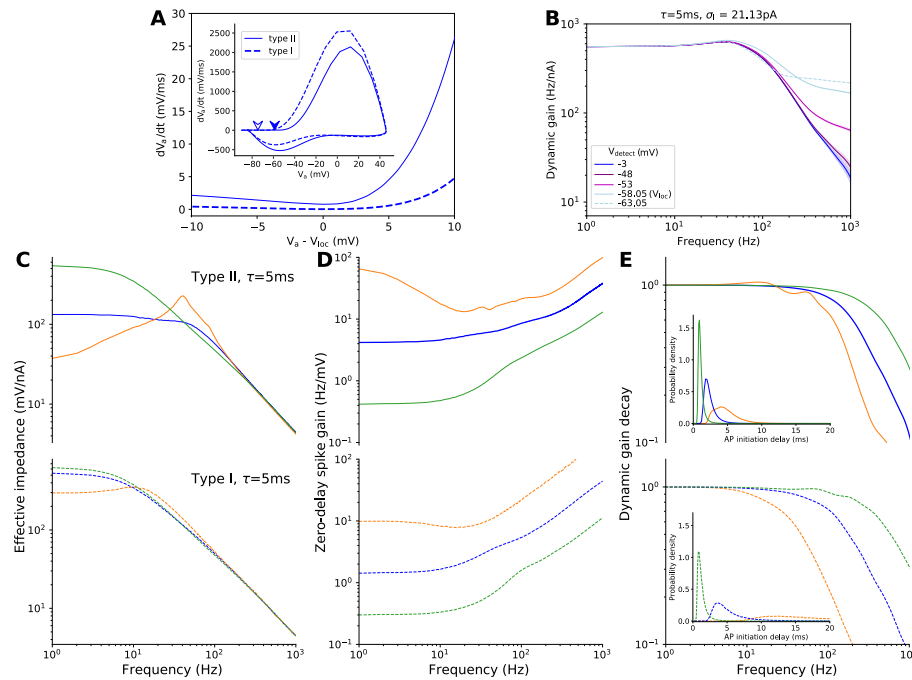 A
30
25
20
15
10
5
0
dVₐ/dt (mV/ms)
−10
−5
0
5
10
Vₐ - Vₗₒc (mV)
type II
type I
2500
2000
1500
1000
500
0
−500
dVₐ/dt (mV/ms)
−80 −60 −40 −20 0 20 40
Vₐ (mV)
B
τ=5ms, σI = 21.13pA
Dynamic gain (Hz/nA)
10³
10²
10¹
Vdetect (mV)
-3
-48
-53
-58.05 (Vₗₒc)
-63.05
10⁰ 10¹ 10² 10³
Frequency (Hz)
C
Type II, τ=5ms
10²
10¹
Type I, τ=5ms
10²
10¹
Effective impedance (mV/nA)
10⁰ 10¹ 10² 10³
Frequency (Hz)
D
10²
10¹
10⁰
10⁻¹
10²
10¹
10⁰
10⁻¹
Zero-delay spike gain (Hz/mV)
10⁰ 10¹ 10² 10³
Frequency (Hz)
E
10⁰
10⁻¹
Probability density
1.5
1.0
0.5
0.0
0 5 10 15 20
AP initiation delay (ms)
10⁰
10⁻¹
Probability density
1.5
1.0
0.5
0.0
0 5 10 15 20
AP initiation delay (ms)
Dynamic gain decay
10⁰ 10¹ 10² 10³
Frequency (Hz)